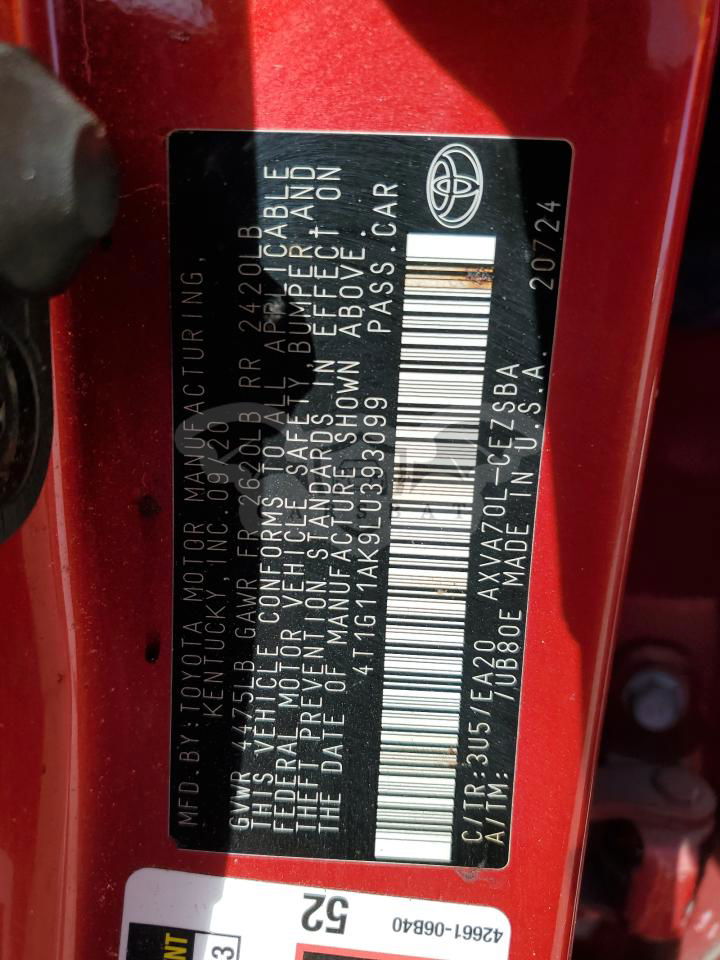 MFD.BY:TOYOTA MOTOR MANUFACTURING,
KENTUCKY,INC. 09/20
GVWR 4475LB GAWR FR 2620LB RR 2420LB
THIS VEHICLE CONFORMS TO ALL APPLICABLE
FEDERAL MOTOR VEHICLE SAFETY, BUMPER, AND
THEFT PREVENTION STANDARDS IN EFFECT ON
THE DATE OF MANUFACTURE SHOWN ABOVE.
4T1G11AK9LU393099 PASS.CAR
C/TR:3U5/EA20 AXVA70L-CEZSBA
A/TM: /UB80E MADE IN U.S.A. 20724
52
42661-06B40
3